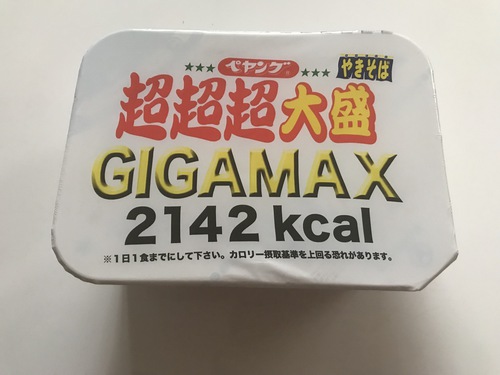 ★★★ペヤング★★★ やきそば
超超超大盛
GIGAMAX
2142 kcal
※1日1食までにして下さい。カロリー摂取基準を上回る恐れがあります。